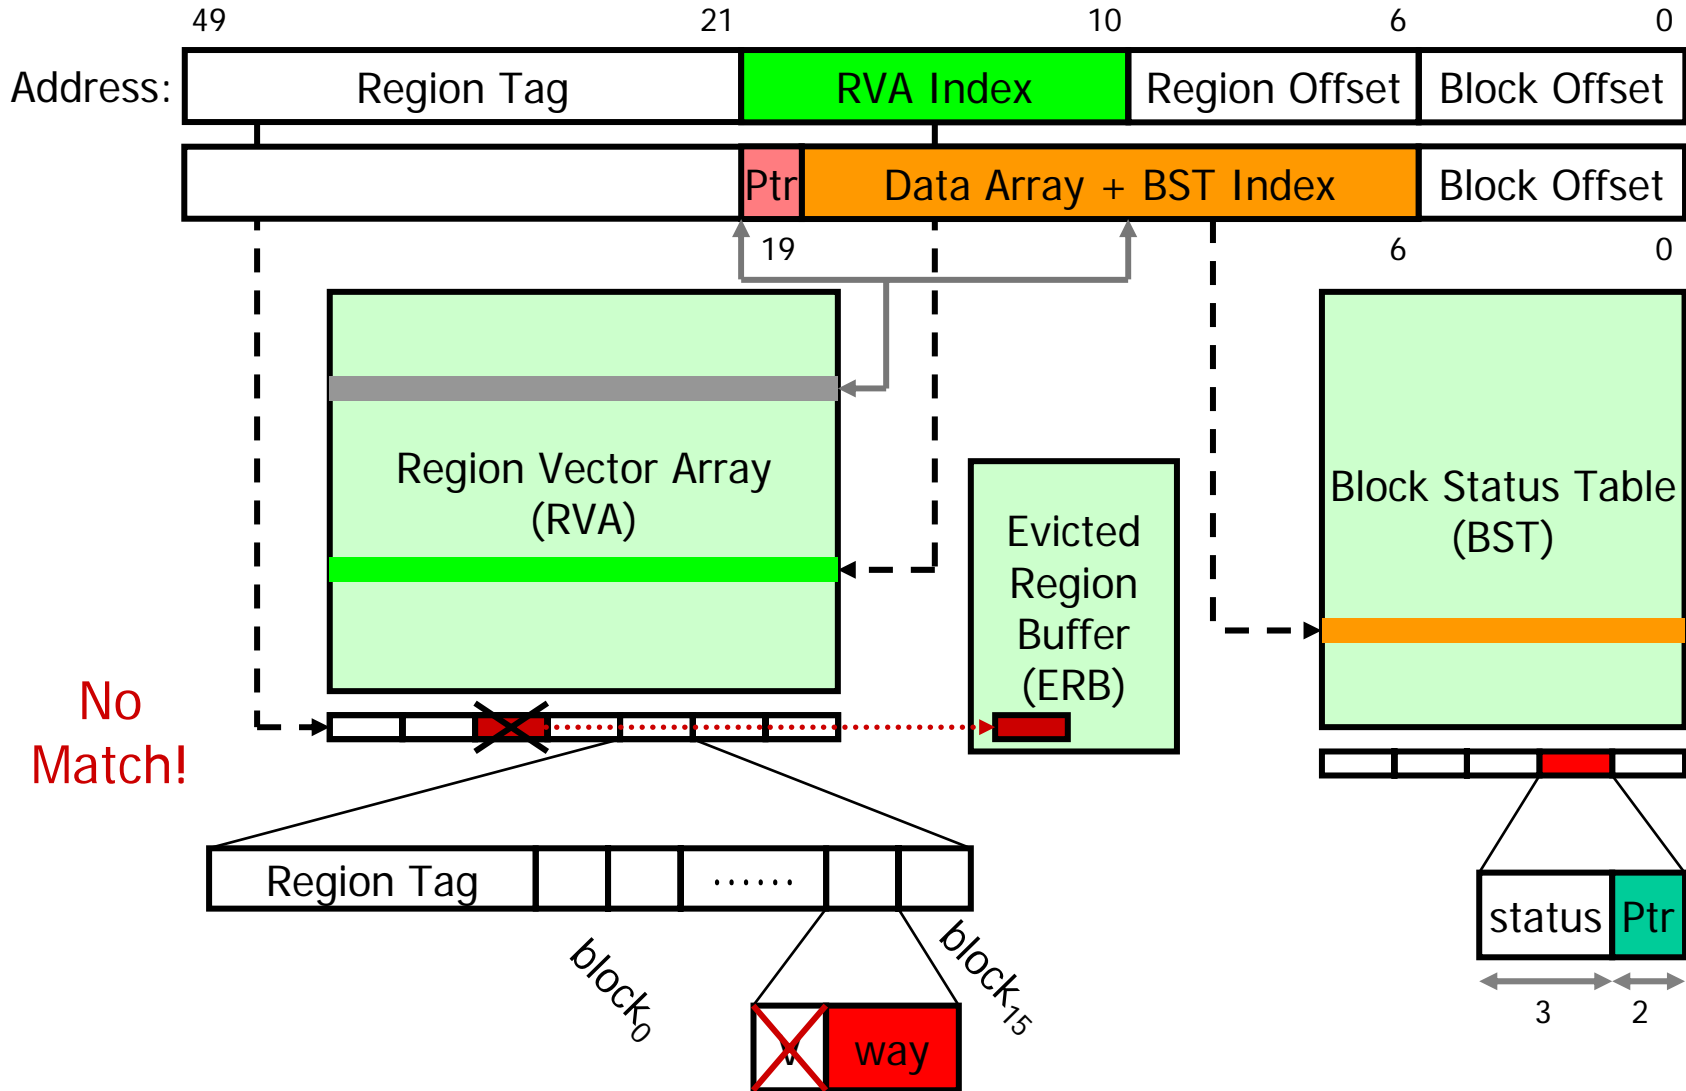 49 21 10 6 0
Address: Region Tag RVA Index Region Offset Block Offset
Ptr Data Array + BST Index Block Offset
19 6 0
Region Vector Array
(RVA)
Evicted
Region
Buffer
(ERB)
Block Status Table
(BST)
No
Match!
Region Tag ......
block0
block15
V way
status Ptr
3 2